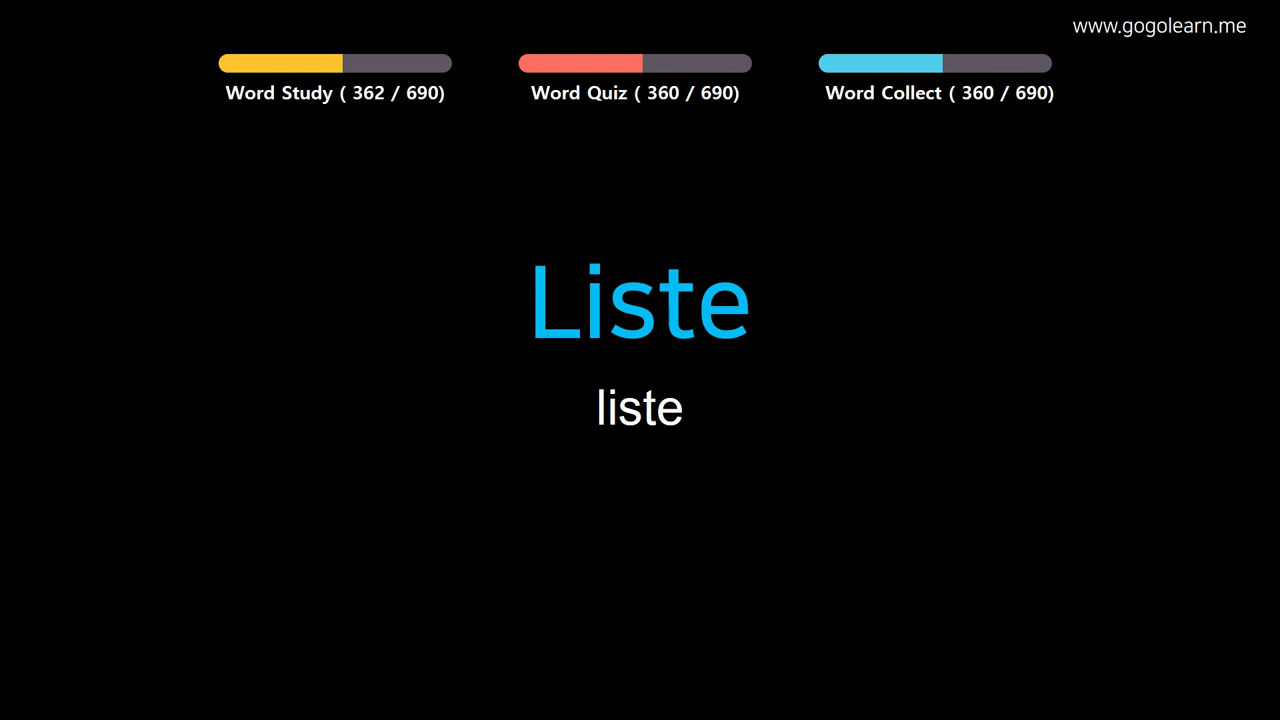 www.gogolearn.me
Word Study ( 362 / 690)
Word Quiz ( 360 / 690)
Word Collect ( 360 / 690)
Liste
liste